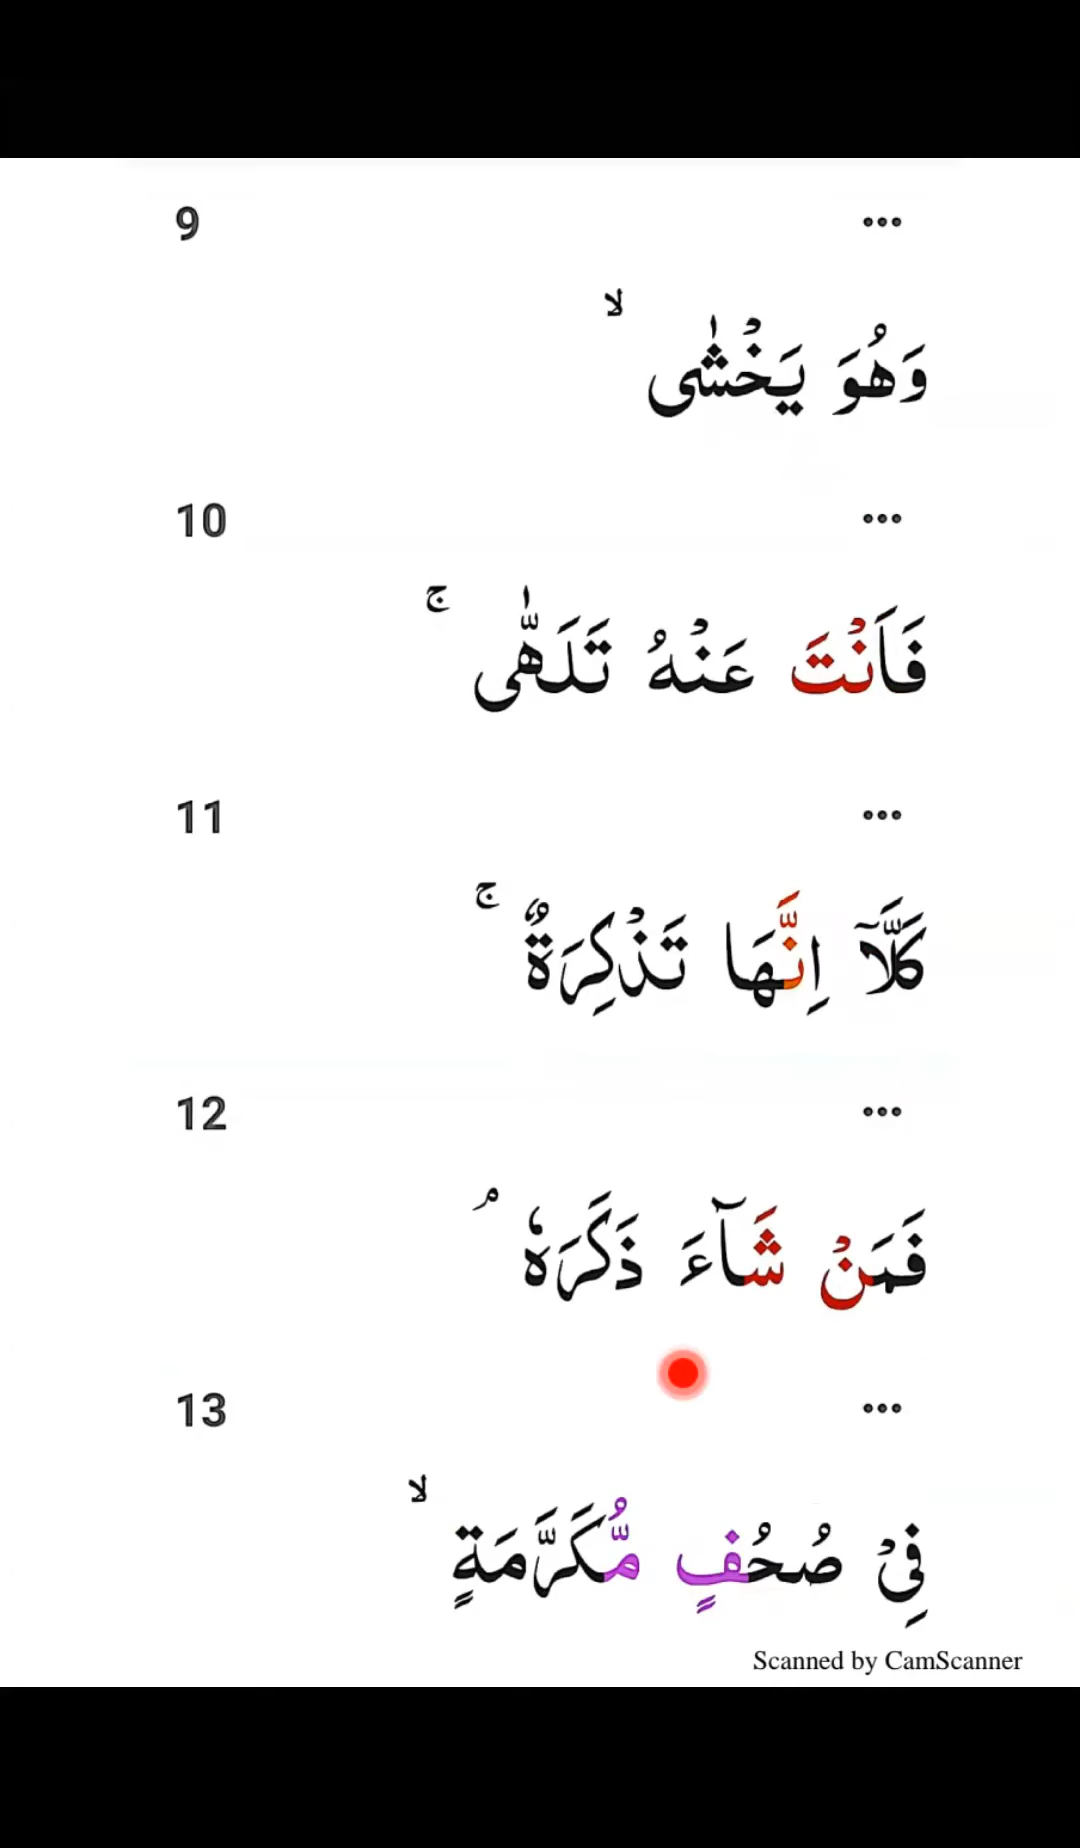 9
وَهُوَ يَخْشٰى ۙ
10
فَاَنْتَ عَنْهُ تَلَهّٰى ۚ
11
كَلَّآ اِنَّهَا تَذْكِرَةٌ ۚ
12
فَمَنْ شَآءَ ذَكَرَهٗ ۘ
13
فِيْ صُحُفٍ مُّكَرَّمَةٍ ۙ
Scanned by CamScanner